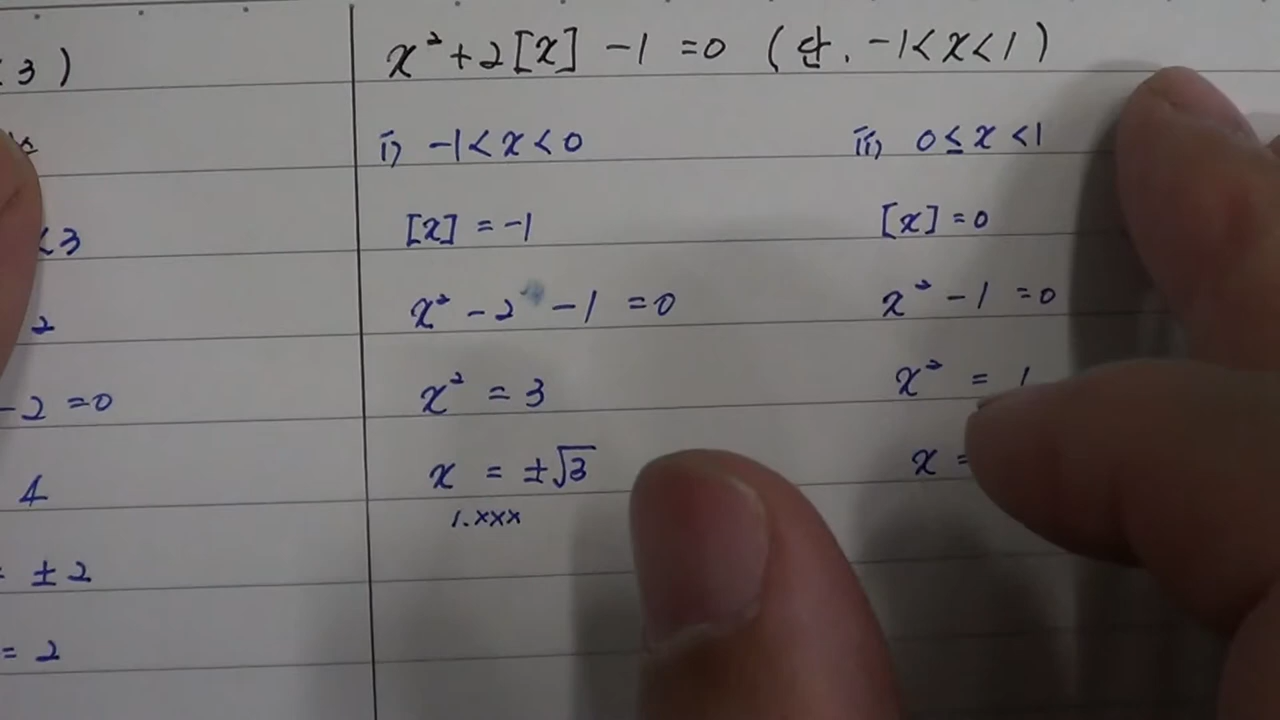 < 3 )
< 3
2
- 2 = 0
4
= ± 2
= 2
x² + 2 [x] - 1 = 0 ( 단, -1 < x < 1 )
i) -1 < x < 0
[x] = -1
x² - 2 - 1 = 0
x² = 3
x = ±√3
1.xxx
ii) 0 ≤ x < 1
[x] = 0
x² - 1 = 0
x² = 1
x =